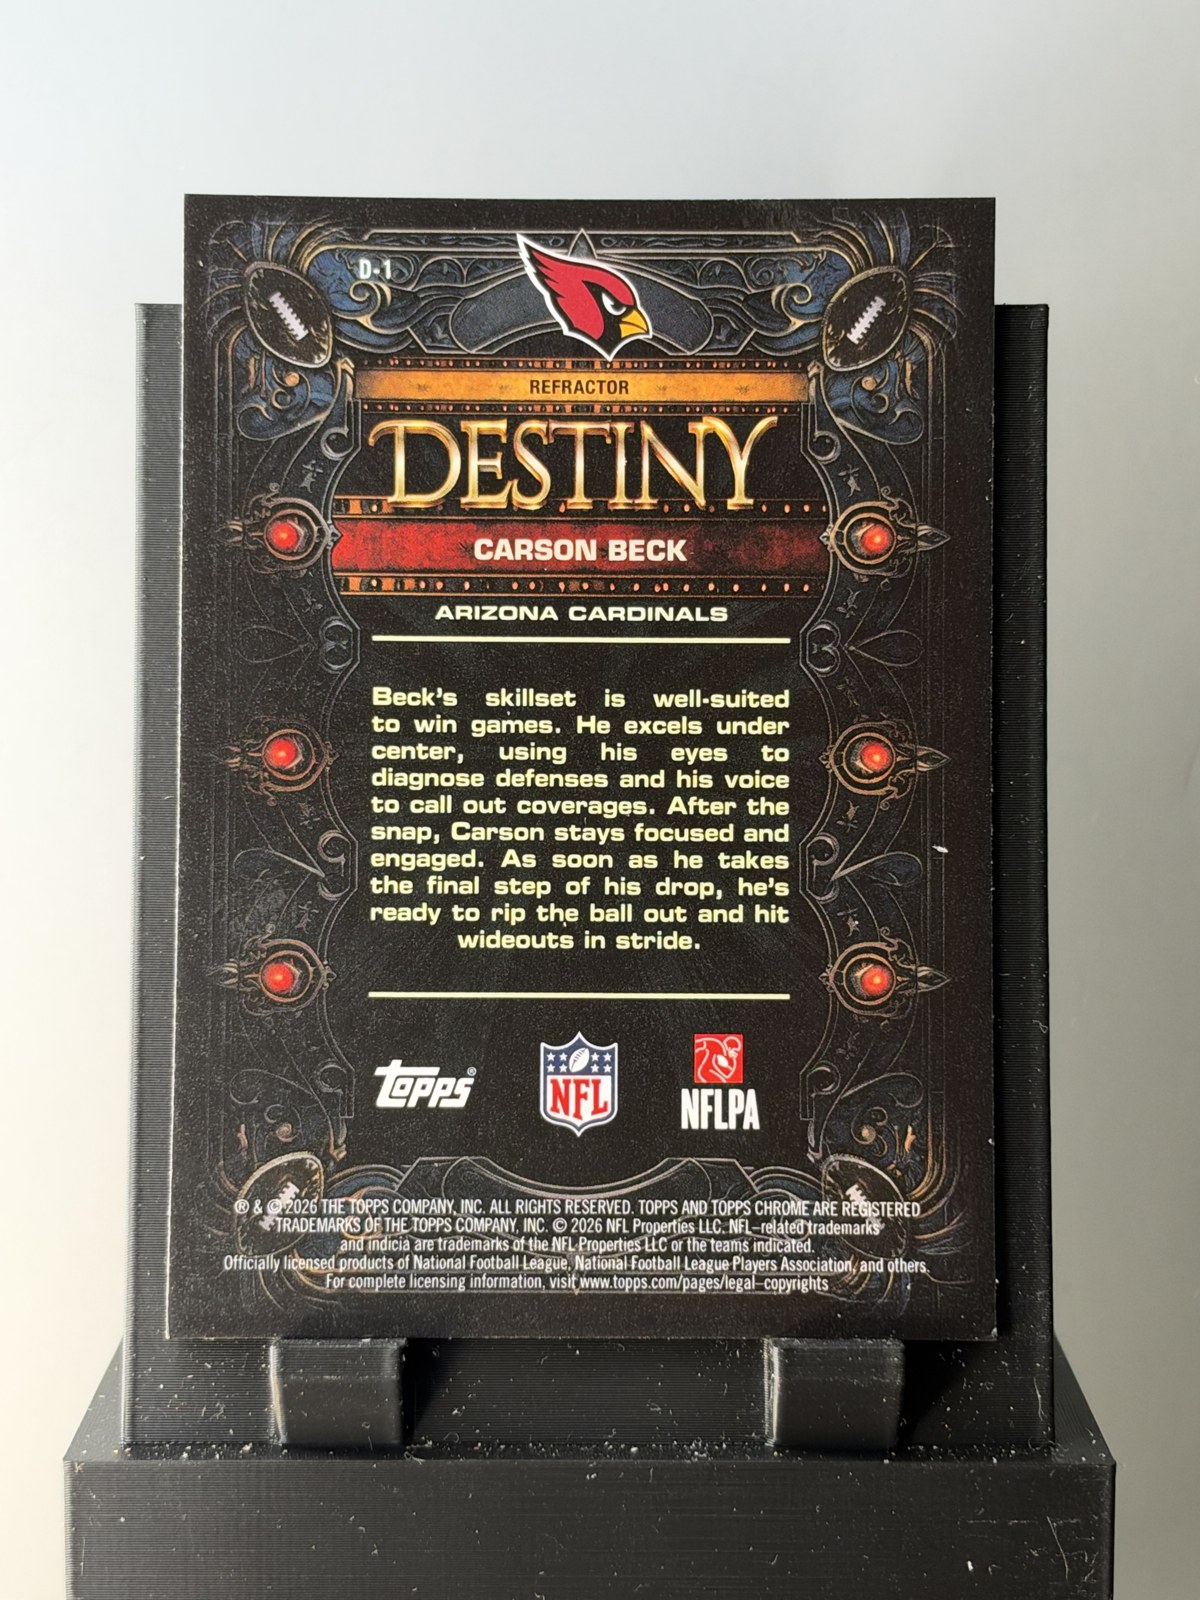 D-1
REFRACTOR
DESTINY
CARSON BECK
ARIZONA CARDINALS
Beck's skillset is well-suited
to win games. He excels under
center, using his eyes to
diagnose defenses and his voice
to call out coverages. After the
snap, Carson stays focused and
engaged. As soon as he takes
the final step of his drop, he's
ready to rip the ball out and hit
wideouts in stride.
topps®
NFL
NFLPA
® & © 2026 THE TOPPS COMPANY, INC. ALL RIGHTS RESERVED. TOPPS AND TOPPS CHROME ARE REGISTERED
TRADEMARKS OF THE TOPPS COMPANY, INC. © 2026 NFL Properties LLC. NFL-related trademarks
and indicia are trademarks of the NFL Properties LLC or the teams indicated.
Officially licensed products of National Football League, National Football League Players Association, and others.
For complete licensing information, visit www.topps.com/pages/legal-copyrights